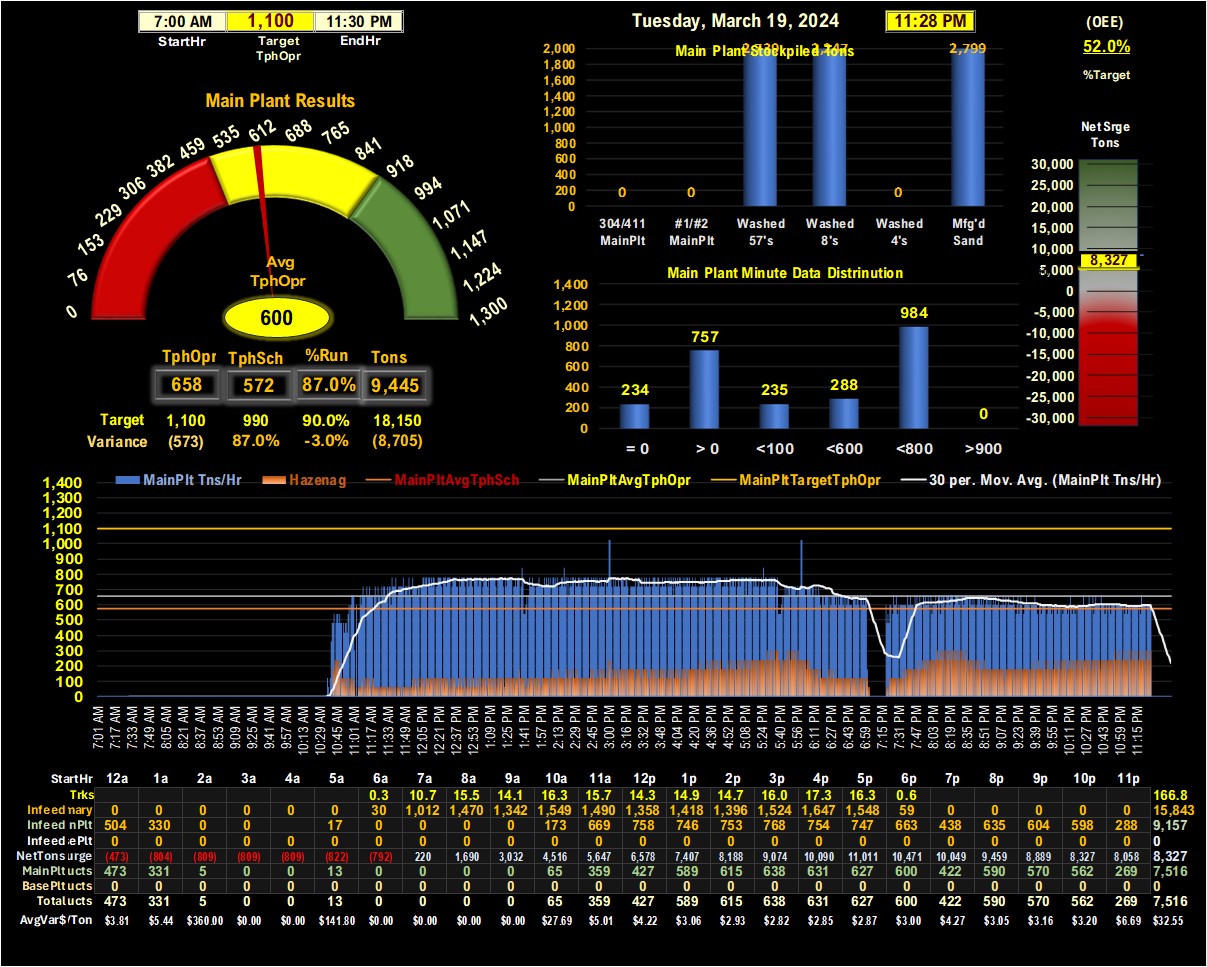 7:00 AM 1,100 11:30 PM
StartHr Target EndHr
TphOpr
Tuesday, March 19, 2024 11:28 PM
(OEE)
52.0%
%Target
Main Plant Results
0 76 153 229 306 382 459 535 612 688 765 841 918 994 1,071 1,147 1,224 1,300
Avg
TphOpr
600
TphOpr TphSch %Run Tons
658 572 87.0% 9,445
Target 1,100 990 90.0% 18,150
Variance (573) 87.0% -3.0% (8,705)
Main Plant Stockpiled Tons
2,799
2,000
1,800
1,600
1,400
1,200
1,000
800
600
400
200
0
0 0 0
304/411 #1/#2 Washed Washed Washed Mfg'd
MainPlt MainPlt 57's 8's 4's Sand
Net Srge
Tons
30,000
25,000
20,000
15,000
10,000
8,327
5,000
0
-5,000
-10,000
-15,000
-20,000
-25,000
-30,000
Main Plant Minute Data Distrinution
1,400
1,200
1,000
800
600
400
200
0
234 757 235 288 984 0
= 0 > 0 <100 <600 <800 >900
MainPlt Tns/Hr Hazenag MainPltAvgTphSch MainPltAvgTphOpr MainPltTargetTphOpr 30 per. Mov. Avg. (MainPlt Tns/Hr)
1,400
1,300
1,200
1,100
1,000
900
800
700
600
500
400
300
200
100
0
7:01 AM 7:17 AM 7:33 AM 7:49 AM 8:05 AM 8:21 AM 8:37 AM 8:53 AM 9:09 AM 9:25 AM 9:41 AM 9:57 AM 10:13 AM 10:29 AM 10:45 AM 11:01 AM 11:17 AM 11:33 AM 11:49 AM 12:05 PM 12:21 PM 12:37 PM 12:53 PM 1:09 PM 1:25 PM 1:41 PM 1:57 PM 2:13 PM 2:29 PM 2:44 PM 3:00 PM 3:16 PM 3:32 PM 3:48 PM 4:04 PM 4:20 PM 4:36 PM 4:52 PM 5:08 PM 5:24 PM 5:40 PM 5:56 PM 6:11 PM 6:27 PM 6:43 PM 6:59 PM 7:15 PM 7:31 PM 7:47 PM 8:03 PM 8:19 PM 8:35 PM 8:51 PM 9:07 PM 9:23 PM 9:39 PM 9:55 PM 10:11 PM 10:27 PM 10:43 PM 10:59 PM 11:15 PM
StartHr 12a 1a 2a 3a 4a 5a 6a 7a 8a 9a 10a 11a 12p 1p 2p 3p 4p 5p 6p 7p 8p 9p 10p 11p
Trks 0.3 10.7 15.5 14.1 16.3 15.7 14.3 14.9 14.7 16.0 17.3 16.3 0.6 166.8
Infeed nary 0 0 0 0 0 0 30 1,012 1,470 1,342 1,549 1,490 1,358 1,418 1,396 1,524 1,647 1,548 59 0 0 0 0 0 15,843
Infeed nPlt 504 330 0 0 17 0 0 0 0 173 669 758 746 753 768 754 747 663 438 635 604 598 288 9,157
Infeed ePlt 0 0 0 0 0 0 0 0 0 0 0 0 0 0 0 0 0 0 0 0 0 0 0 0 0
NetTons urge (473) (804) (809) (809) (809) (822) (792) 220 1,690 3,032 4,516 5,647 6,578 7,407 8,188 9,074 10,090 11,011 10,471 10,049 9,459 8,889 8,327 8,058 8,327
MainPlt ucts 473 331 5 0 0 13 0 0 0 0 65 359 427 589 615 638 631 627 600 422 590 570 562 269 7,516
BasePlt ucts 0 0 0 0 0 0 0 0 0 0 0 0 0 0 0 0 0 0 0 0 0 0 0 0 0
Total ucts 473 331 5 0 0 13 0 0 0 0 65 359 427 589 615 638 631 627 600 422 590 570 562 269 7,516
AvgVar$/Ton $3.81 $5.44 $360.00 $0.00 $0.00 $141.80 $0.00 $0.00 $0.00 $0.00 $27.69 $5.01 $4.22 $3.06 $2.93 $2.82 $2.85 $2.87 $3.00 $4.27 $3.05 $3.16 $3.20 $6.69 $32.55